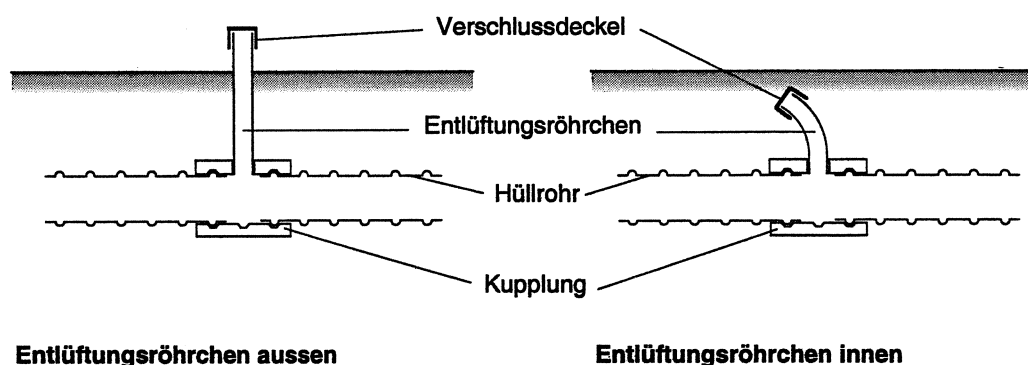 Verschlussdeckel
Entlüftungsröhrchen
Hüllrohr
Kupplung
Entlüftungsröhrchen aussen
Entlüftungsröhrchen innen